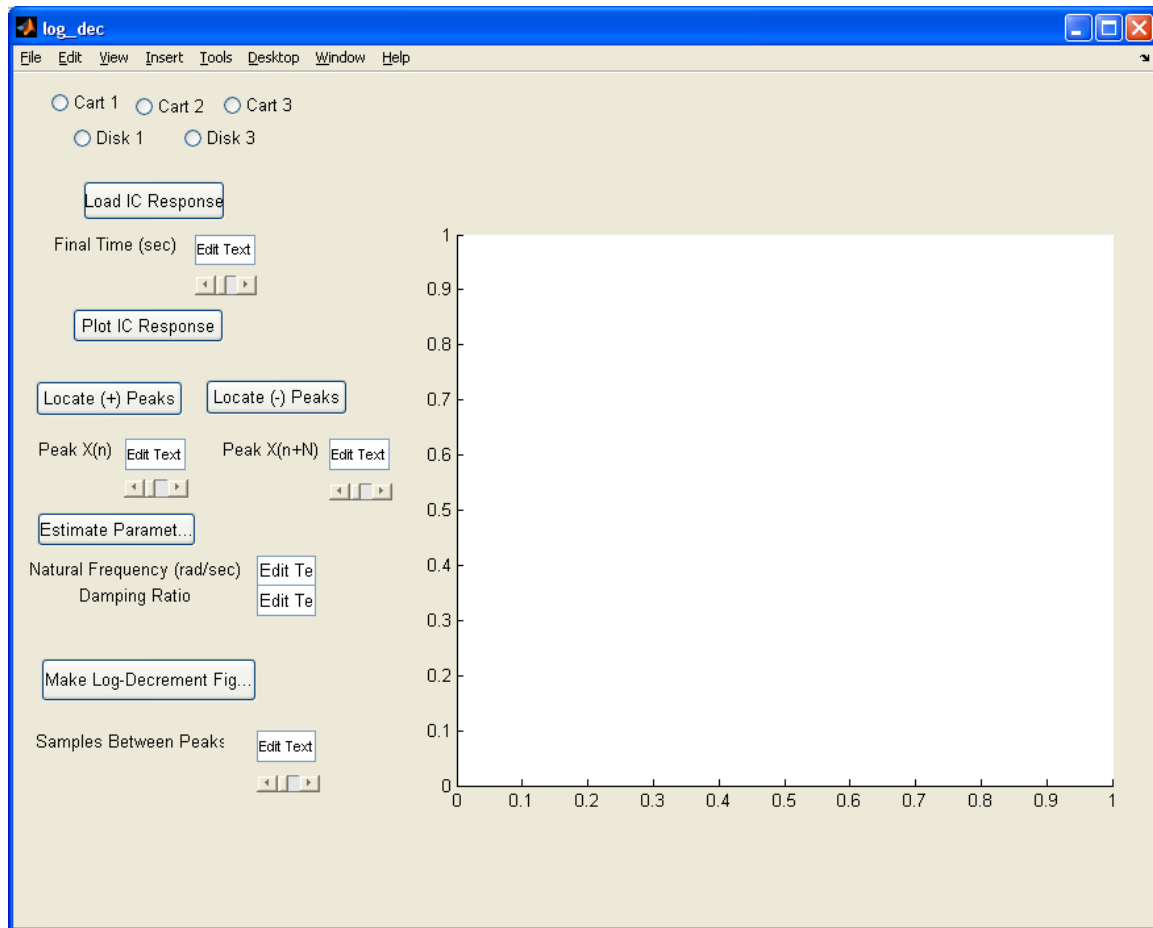 log_dec
File Edit View Insert Tools Desktop Window Help
Cart 1 Cart 2 Cart 3
Disk 1 Disk 3
Load IC Response
Final Time (sec) Edit Text
Plot IC Response
Locate (+) Peaks Locate (-) Peaks
Peak X(n) Edit Text Peak X(n+N) Edit Text
Estimate Paramet...
Natural Frequency (rad/sec) Edit Te
Damping Ratio Edit Te
Make Log-Decrement Fig...
Samples Between Peaks Edit Text
1
0.9
0.8
0.7
0.6
0.5
0.4
0.3
0.2
0.1
0
0 0.1 0.2 0.3 0.4 0.5 0.6 0.7 0.8 0.9 1